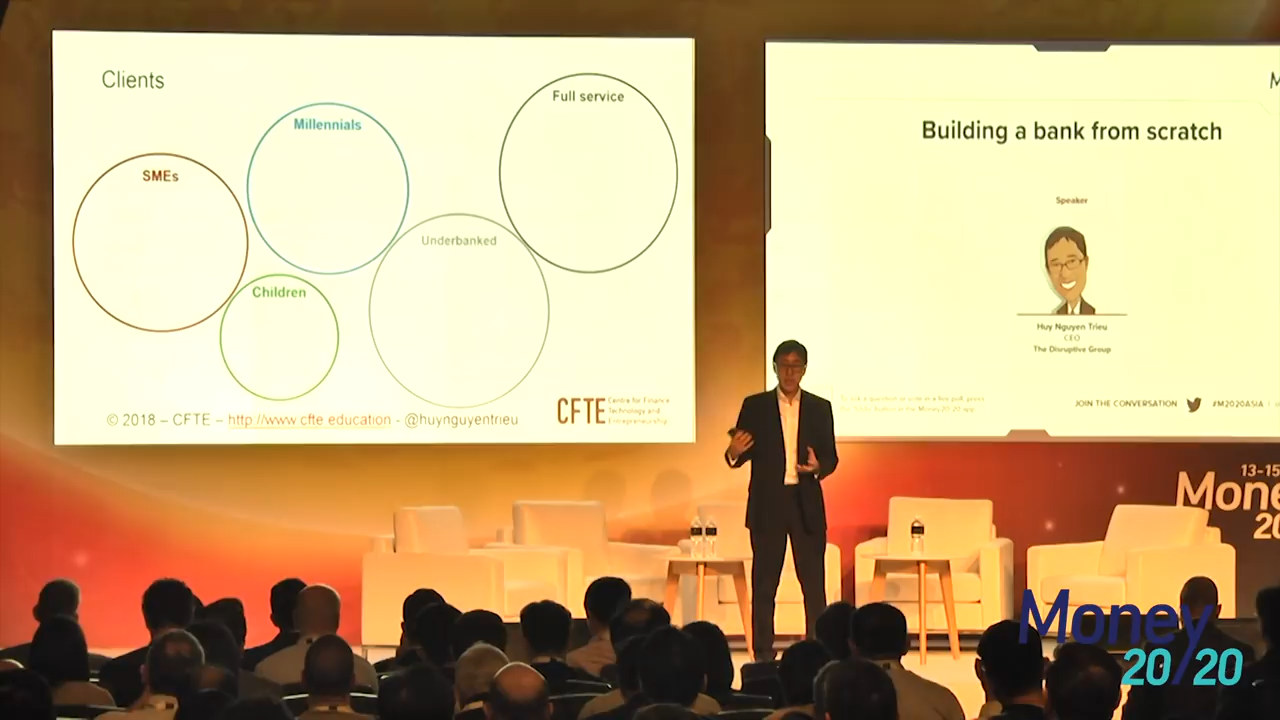 Clients
Full service
Millennials
SMEs
Underbanked
Children
© 2018 – CFTE – http://www cfte education - @huynguyentrieu
CFTE Centre for Finance
Technology and
Entrepreneurship
M
Building a bank from scratch
Speaker
Huy Nguyen Trieu
CEO
The Disruptive Group
JOIN THE CONVERSATION #M2020ASIA
13-15
Mone
20
Money
20/20